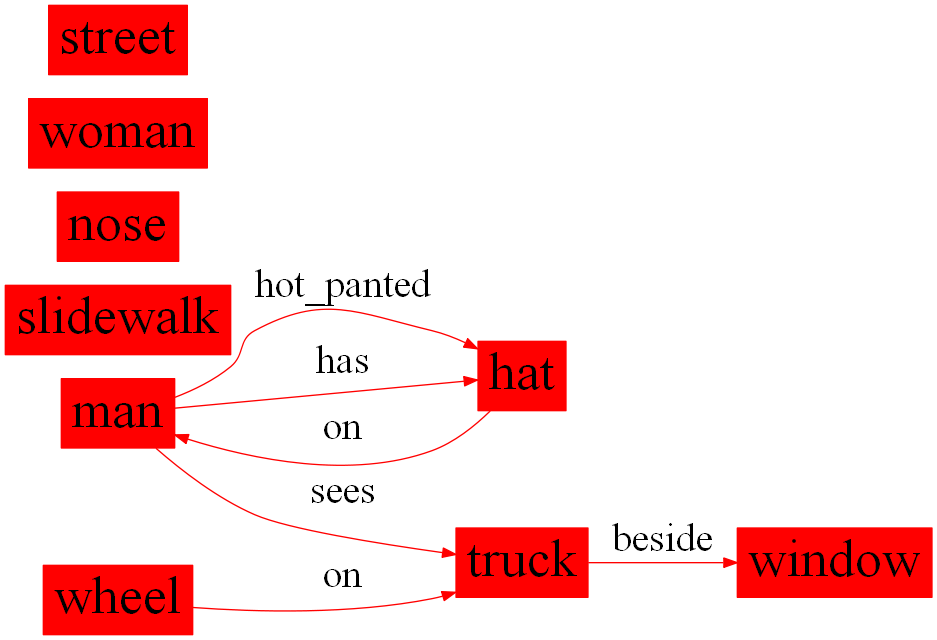 street
woman
nose
slidewalk
hot_panted
has
hat
man
on
sees
beside
truck
window
on
wheel